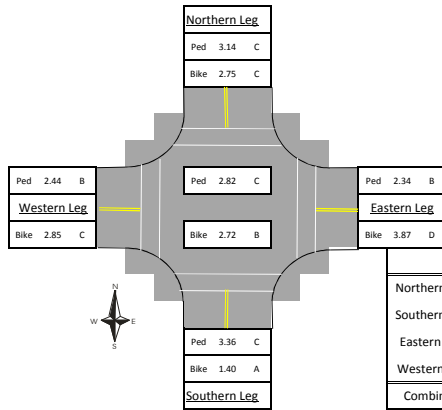 Northern Leg
Ped 3.14 C
Bike 2.75 C
Ped 2.44 B
Western Leg
Bike 2.85 C
Ped 2.82 C
Bike 2.72 B
Ped 2.34 B
Eastern Leg
Bike 3.87 D
N
W E
S
Ped 3.36 C
Bike 1.40 A
Southern Leg
Northern
Southern
Eastern
Western